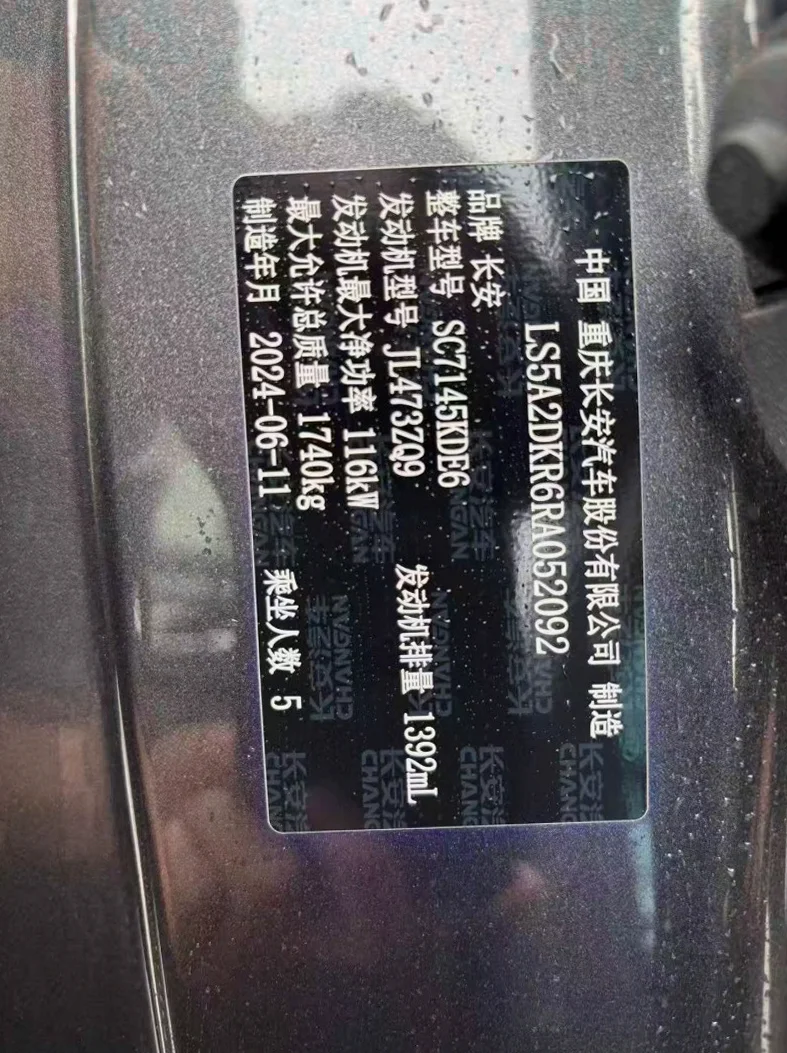 中国 重庆长安汽车股份有限公司 制造
LS5A2DKR6RA052092
品牌 长安
整车型号 SC7145KDE6
发动机型号 JL473ZQ9 发动机排量 1392mL
发动机最大净功率 116kW
最大允许总质量 1740kg
制造年月 2024-06-11 乘坐人数 5